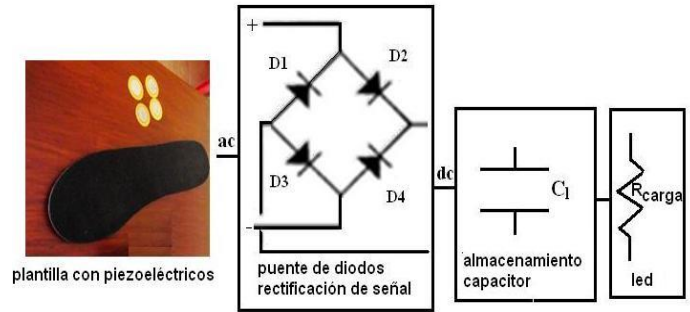 +
D1
D2
ac
D3
D4
-
dc
C1
Rcarga
plantilla con piezoeléctricos
puente de diodos
rectificación de señal
almacenamiento
capacitor
led